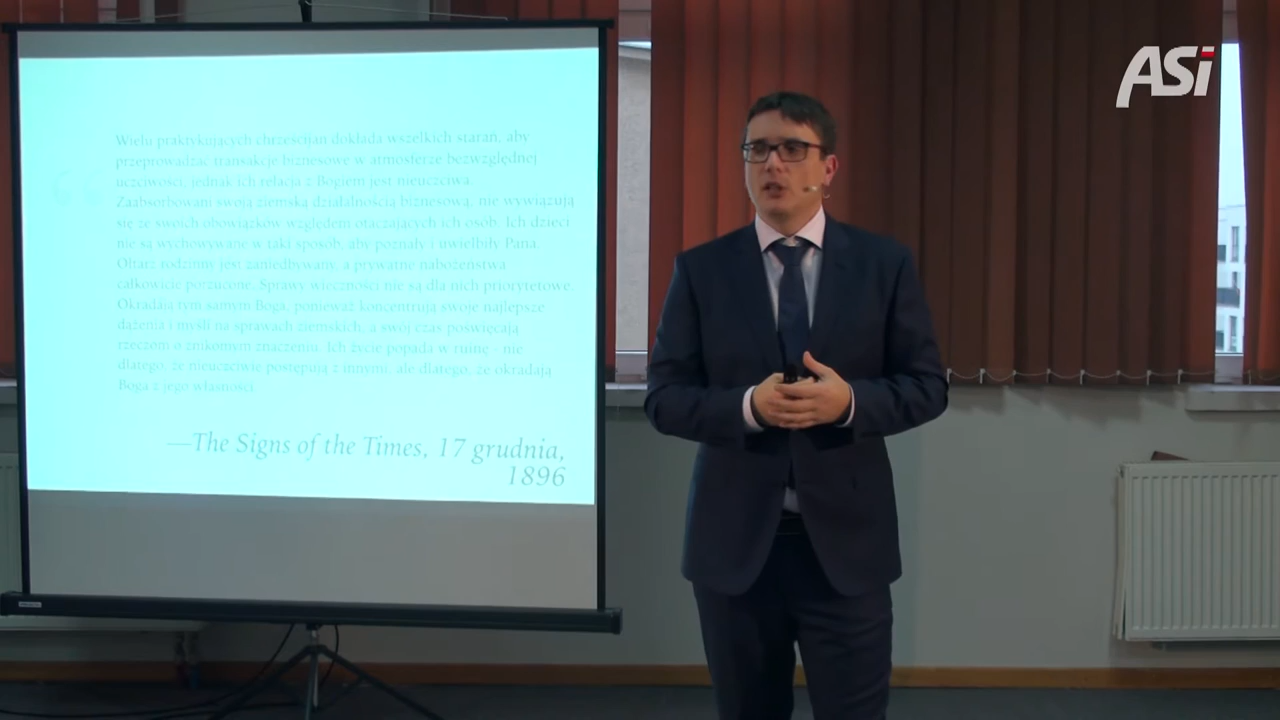 Wielu praktykujących chrześcijan dokłada wszelkich starań, aby
przeprowadzać transakcje biznesowe w atmosferze bezwzględnej
uczciwości, jednak ich relacja z Bogiem jest nieuczciwa.
Zaabsorbowani swoją ziemską działalnością biznesową, nie wywiązują
się ze swoich obowiązków względem otaczających ich osób. Ich dzieci
nie są wychowywane w taki sposób, aby poznały i uwielbiły Pana.
Ołtarz rodzinny jest zaniedbywany, a prywatne nabożeństwa
całkowicie porzucone. Sprawy wieczności nie są dla nich priorytetowe.
Okradają tym samym Boga, ponieważ koncentrują swoje najlepsze
dążenia i myśli na sprawach ziemskich, a swój czas poświęcają
rzeczom o znikomym znaczeniu. Ich życie popada w ruinę - nie
dlatego, że nieuczciwie postępują z innymi, ale dlatego, że okradają
Boga z jego własności.
—The Signs of the Times, 17 grudnia,
1896
ASi